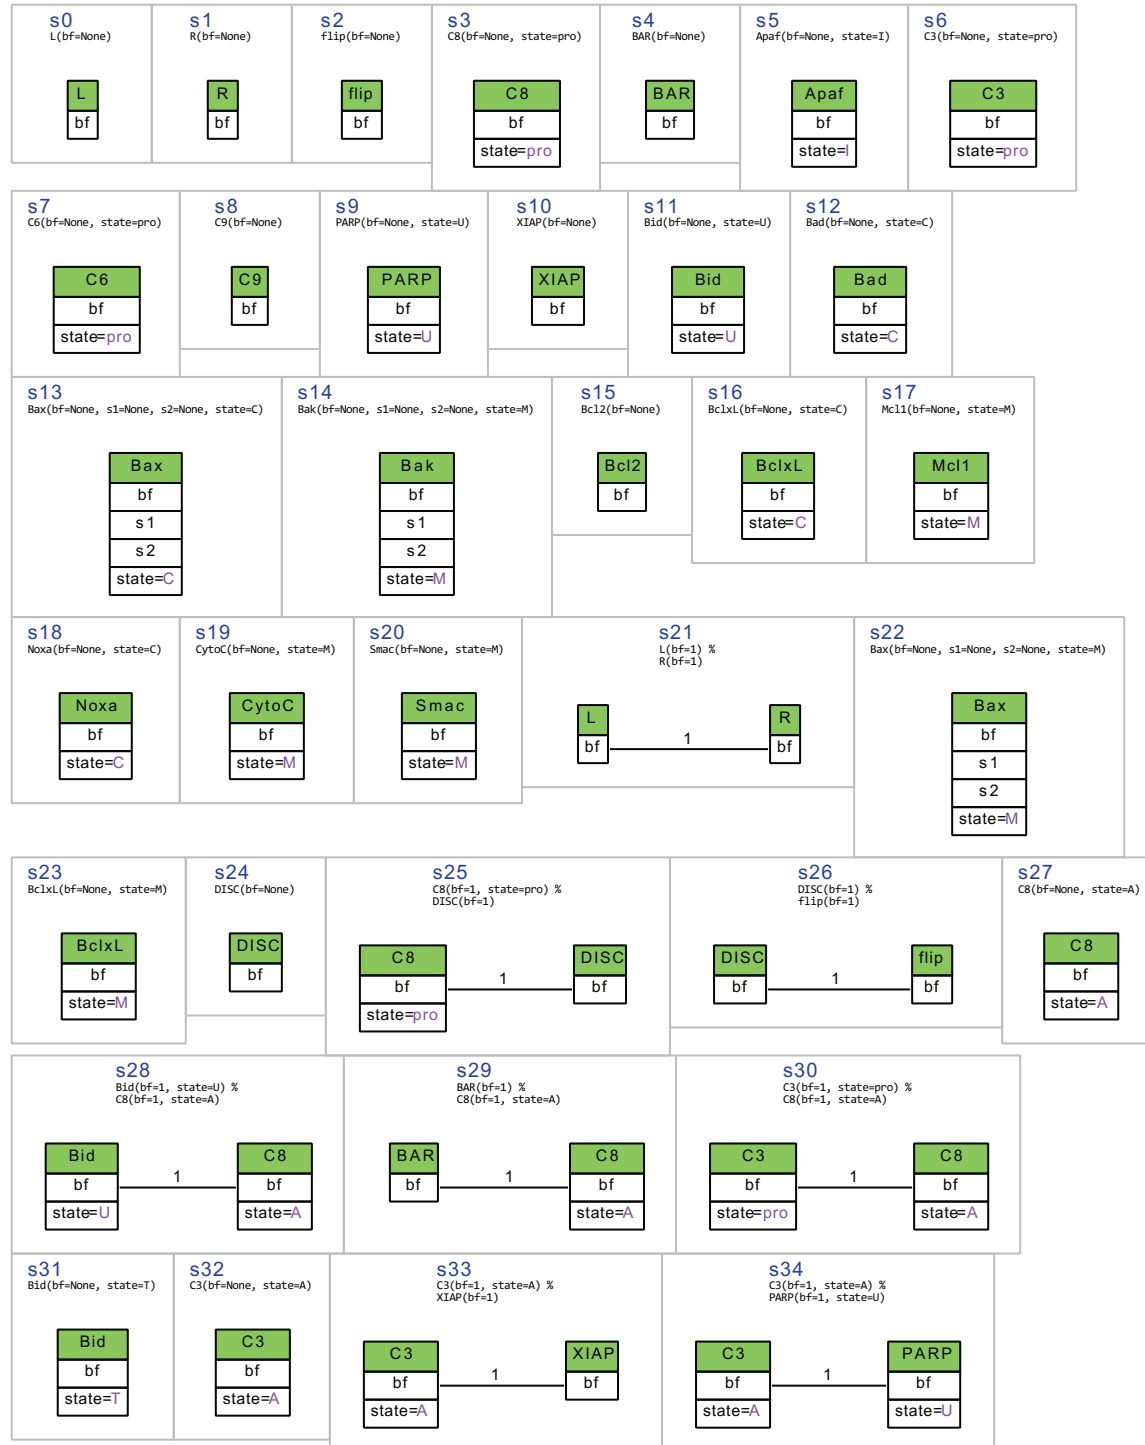 s0
L(bf=None)
L
bf
s1
R(bf=None)
R
bf
s2
flip(bf=None)
flip
bf
s3
C8(bf=None, state=pro)
C8
bf
state=pro
s4
BAR(bf=None)
BAR
bf
s5
Apaf(bf=None, state=I)
Apaf
bf
state=I
s6
C3(bf=None, state=pro)
C3
bf
state=pro
s7
C6(bf=None, state=pro)
C6
bf
state=pro
s8
C9(bf=None)
C9
bf
s9
PARP(bf=None, state=U)
PARP
bf
state=U
s10
XIAP(bf=None)
XIAP
bf
s11
Bid(bf=None, state=U)
Bid
bf
state=U
s12
Bad(bf=None, state=C)
Bad
bf
state=C
s13
Bax(bf=None, s1=None, s2=None, state=C)
Bax
bf
s1
s2
state=C
s14
Bak(bf=None, s1=None, s2=None, state=M)
Bak
bf
s1
s2
state=M
s15
Bcl2(bf=None)
Bcl2
bf
s16
BclxL(bf=None, state=C)
BclxL
bf
state=C
s17
Mcl1(bf=None, state=M)
Mcl1
bf
state=M
s18
Noxa(bf=None, state=C)
Noxa
bf
state=C
s19
CytoC(bf=None, state=M)
CytoC
bf
state=M
s20
Smac(bf=None, state=M)
Smac
bf
state=M
s21
L(bf=1) %
R(bf=1)
L
bf
1
R
bf
s22
Bax(bf=None, s1=None, s2=None, state=M)
Bax
bf
s1
s2
state=M
s23
BclxL(bf=None, state=M)
BclxL
bf
state=M
s24
DISC(bf=None)
DISC
bf
s25
C8(bf=1, state=pro) %
DISC(bf=1)
C8
bf
state=pro
1
DISC
bf
s26
DISC(bf=1) %
flip(bf=1)
DISC
bf
1
flip
bf
s27
C8(bf=None, state=A)
C8
bf
state=A
s28
Bid(bf=1, state=U) %
C8(bf=1, state=A)
Bid
bf
state=U
1
C8
bf
state=A
s29
BAR(bf=1) %
C8(bf=1, state=A)
BAR
bf
1
C8
bf
state=A
s30
C3(bf=1, state=pro) %
C8(bf=1, state=A)
C3
bf
state=pro
1
C8
bf
state=A
s31
Bid(bf=None, state=T)
Bid
bf
state=T
s32
C3(bf=None, state=A)
C3
bf
state=A
s33
C3(bf=1, state=A) %
XIAP(bf=1)
C3
bf
state=A
1
XIAP
bf
s34
C3(bf=1, state=A) %
PARP(bf=1, state=U)
C3
bf
state=A
1
PARP
bf
state=U